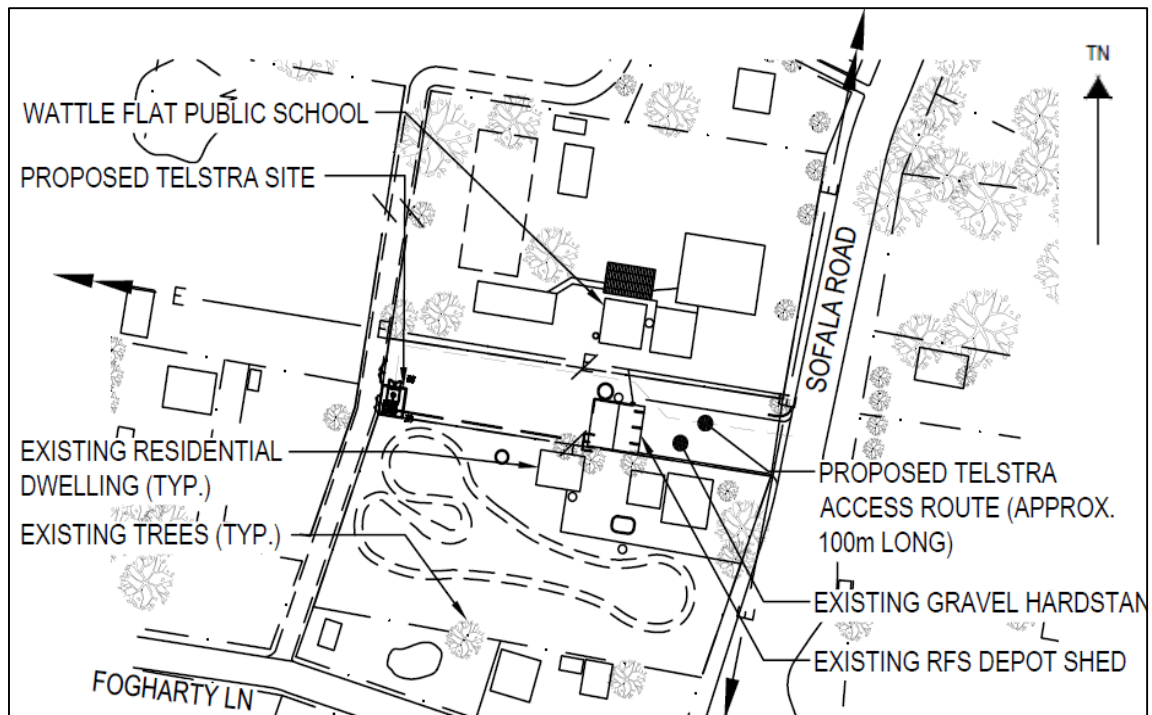 TN
WATTLE FLAT PUBLIC SCHOOL
PROPOSED TELSTRA SITE
SOFALA ROAD
E
E
E
E
EXISTING RESIDENTIAL
DWELLING (TYP.)
EXISTING TREES (TYP.)
PROPOSED TELSTRA
ACCESS ROUTE (APPROX.
100m LONG)
EXISTING GRAVEL HARDSTAN
EXISTING RFS DEPOT SHED
FOGHARTY LN